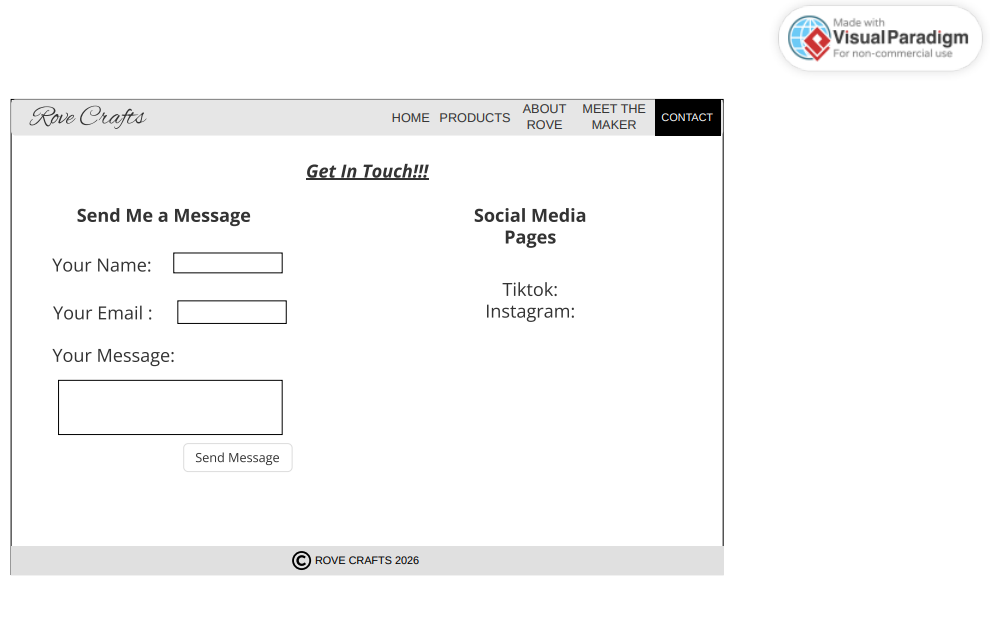 Made with
Visual Paradigm
For non-commercial use
Rove Crafts
HOME
PRODUCTS
ABOUT
ROVE
MEET THE
MAKER
CONTACT
Get In Touch!!!
Send Me a Message
Your Name:
Your Email :
Your Message:
Send Message
Social Media
Pages
Tiktok:
Instagram:
© ROVE CRAFTS 2026